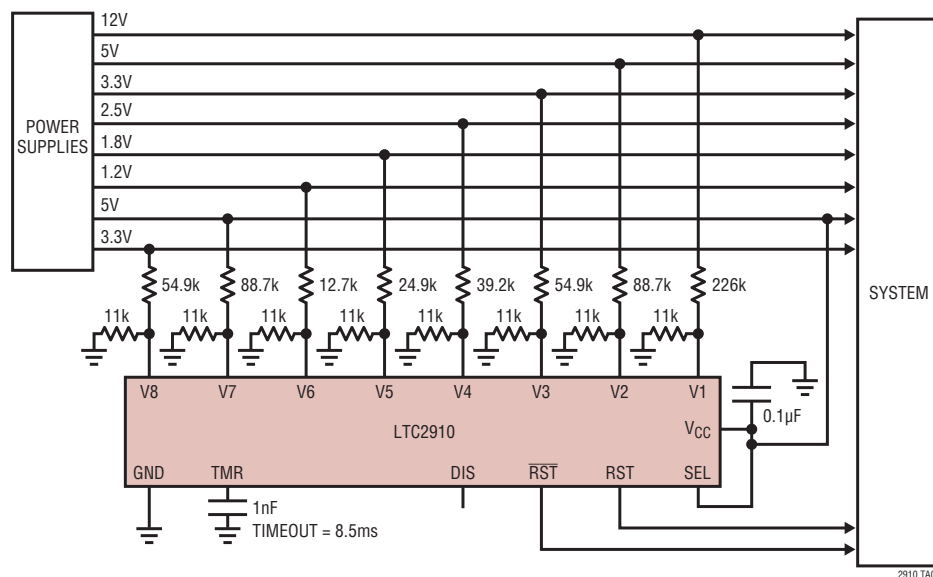 12V
5V
3.3V
2.5V
POWER
SUPPLIES
1.8V
1.2V
5V
3.3V
SYSTEM
54.9k
88.7k
12.7k
24.9k
39.2k
54.9k
88.7k
226k
11k
11k
11k
11k
11k
11k
11k
11k
V8
V7
V6
V5
V4
V3
V2
V1
0.1µF
VCC
LTC2910
GND
TMR
DIS
RST
RST
SEL
1nF
TIMEOUT = 8.5ms